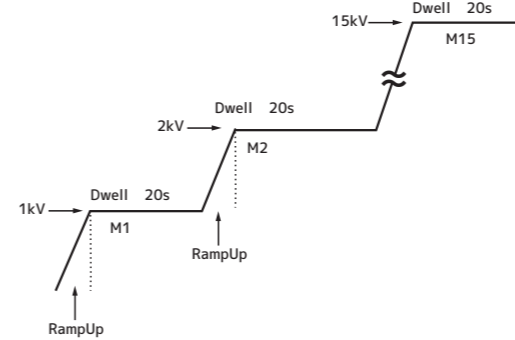 Dwell 20s
15kV
M15
Dwell 20s
2kV
M2
Dwell 20s
1kV
M1
RampUp
RampUp